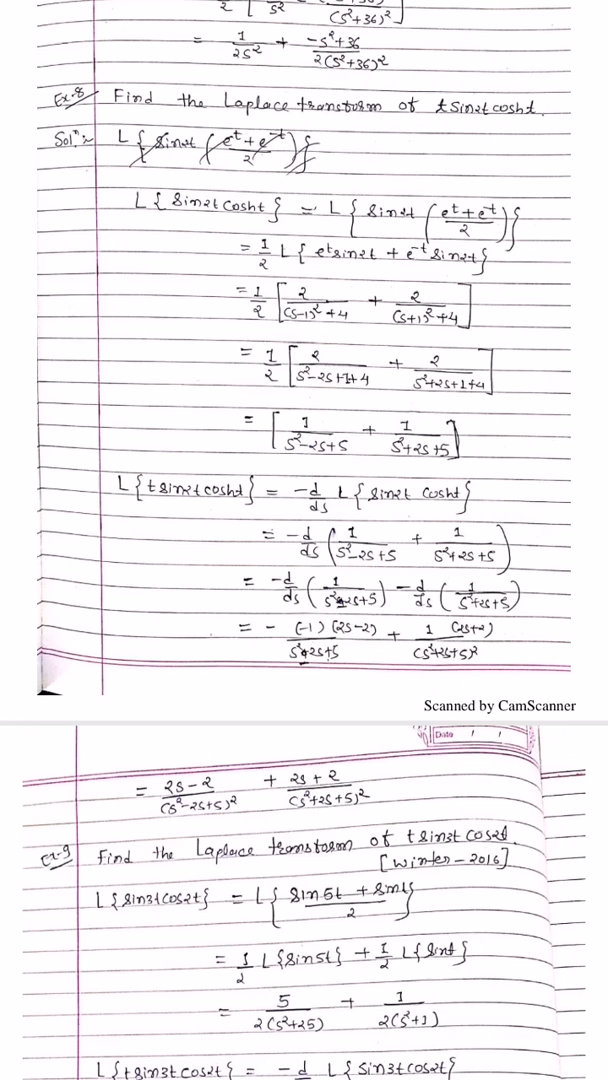 2 [ s² (s²+36)² ]
= 1/2s² + -s²+36/2(s²+36)²
Ex-8 Find the Laplace transform of t sin2t cosht.
Solⁿ:- L{ sin2t ( e^t + e^-t / 2 ) }
L{ sin2t cosht } = L{ sin2t ( e^t + e^-t / 2 ) }
= 1/2 L{ e^t sin2t + e^-t sin2t }
= 1/2 [ 2/(s-1)²+4 + 2/(s+1)²+4 ]
= 1/2 [ 2/s²-2s+1+4 + 2/s²+2s+1+4 ]
= [ 1/s²-2s+5 + 1/s²+2s+5 ]
L{t sin2t cosht} = -d/ds L{ sin2t cosht }
= -d/ds ( 1/s²-2s+5 + 1/s²+2s+5 )
= -d/ds ( 1/s²-2s+5 ) - d/ds ( 1/s²+2s+5 )
= - (-1)(2s-2)/s²-2s+5 + 1 (2s+2)/(s²+2s+5)²
Scanned by CamScanner
Date / /
= 2s-2/(s²-2s+5)² + 2s+2/(s²+2s+5)²
Ex-9 Find the Laplace transform of t sin3t cos2t.
[Winter-2016]
L{sin3t cos2t} = L{ sin5t + sint / 2 }
= 1/2 L{sin5t} + 1/2 L{sint}
= 5/2(s²+25) + 1/2(s²+1)
L{t sin3t cos2t} = -d L{ sin3t cos2t }